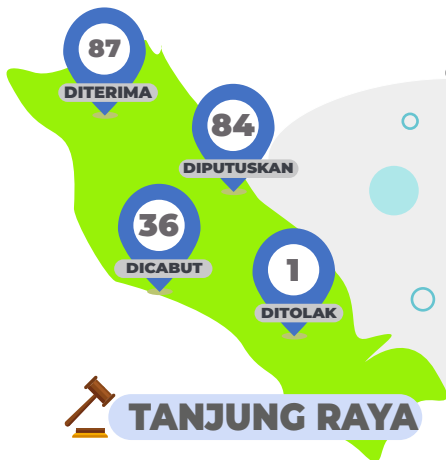 87
DITERIMA
84
DIPUTUSKAN
36
DICABUT
1
DITOLAK
TANJUNG RAYA